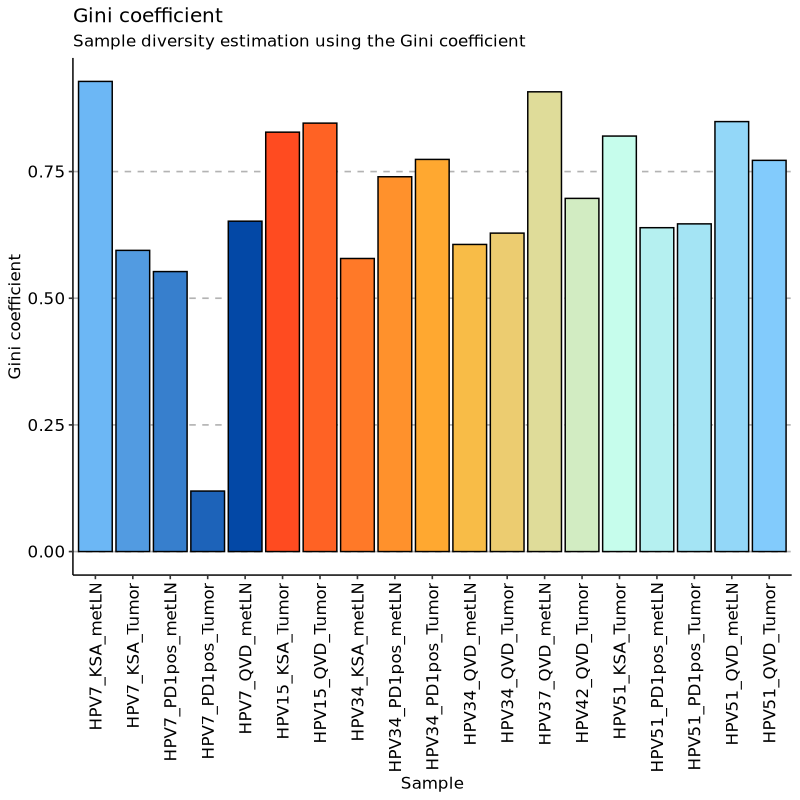 Gini coefficient
Sample diversity estimation using the Gini coefficient
Gini coefficient
0.75
0.50
0.25
0.00
HPV7_KSA_metLN
HPV7_KSA_Tumor
HPV7_PD1pos_metLN
HPV7_PD1pos_Tumor
HPV7_QVD_metLN
HPV15_KSA_Tumor
HPV15_QVD_Tumor
HPV34_KSA_metLN
HPV34_PD1pos_metLN
HPV34_PD1pos_Tumor
HPV34_QVD_metLN
HPV34_QVD_Tumor
HPV37_QVD_metLN
HPV42_QVD_Tumor
HPV51_KSA_Tumor
HPV51_PD1pos_metLN
HPV51_PD1pos_Tumor
HPV51_QVD_metLN
HPV51_QVD_Tumor
Sample